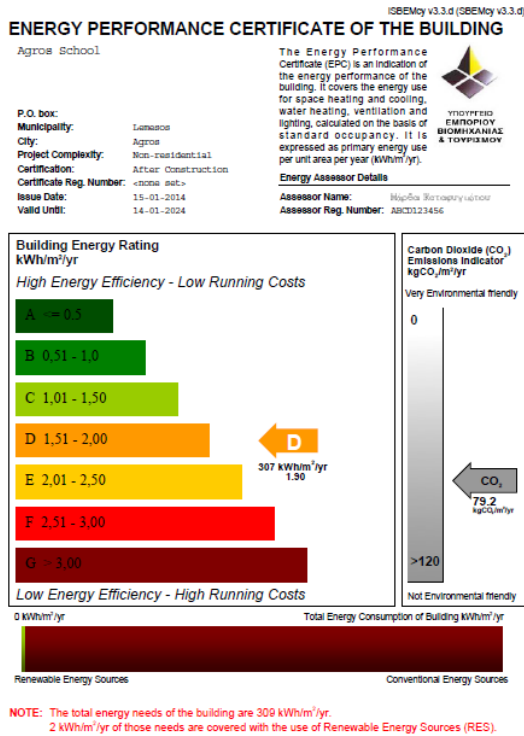 iSBEMcy v3.3.d (SBEMcy v3.3.d)
ENERGY PERFORMANCE CERTIFICATE OF THE BUILDING
Agros School
The Energy Performance
Certificate (EPC) is an indication of
the energy performance of the
building. It covers the energy use
for space heating and cooling,
water heating, ventilation and
lighting, calculated on the basis of
standard occupancy. It is
expressed as primary energy use
per unit area per year (kWh/m²/yr).
ΥΠΟΥΡΓΕΙΟ
ΕΜΠΟΡΙΟΥ
ΒΙΟΜΗΧΑΝΙΑΣ
& ΤΟΥΡΙΣΜΟΥ
P.O. box:
Municipality: Lemesos
City: Agros
Project Complexity: Non-residential
Certification: After Construction
Certificate Reg. Number: <none set>
Issue Date: 15-01-2014
Valid Until: 14-01-2024
Energy Assessor Details
Assessor Name: Μάρθα Καταφυγιώτου
Assessor Reg. Number: ABCD123456
Building Energy Rating
kWh/m²/yr
High Energy Efficiency - Low Running Costs
A <= 0.5
B 0,51 - 1,0
C 1,01 - 1,50
D 1,51 - 2,00
D
307 kWh/m²/yr
1.90
E 2,01 - 2,50
F 2,51 - 3,00
G > 3,00
Low Energy Efficiency - High Running Costs
Carbon Dioxide (CO₂)
Emissions Indicator
kgCO₂/m²/yr
Very Environmental friendly
0
CO₂
79.2
kgCO₂/m²/yr
>120
Not Environmental friendly
0 kWh/m²/yr Total Energy Consumption of Building kWh/m²/yr
Renewable Energy Sources Conventional Energy Sources
NOTE: The total energy needs of the building are 309 kWh/m²/yr.
2 kWh/m²/yr of those needs are covered with the use of Renewable Energy Sources (RES).